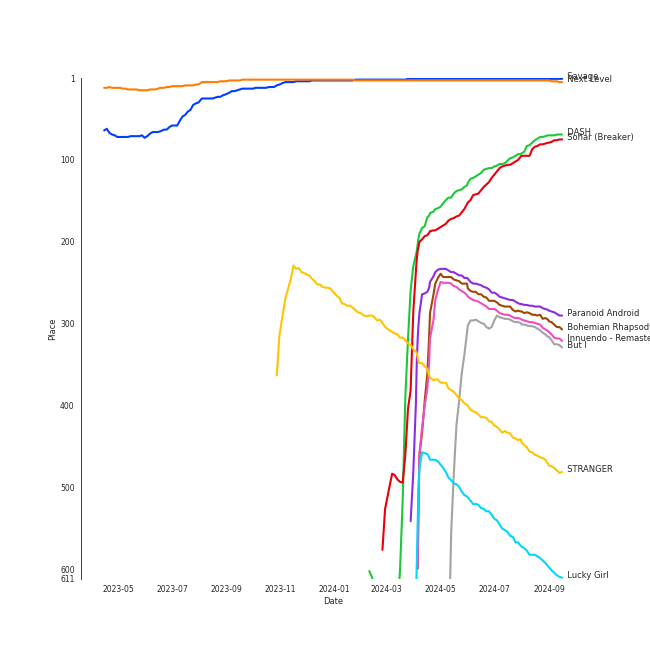 1
100
200
300
400
500
600
611
Place
2023-05
2023-07
2023-09
2023-11
2024-01
2024-03
2024-05
2024-07
2024-09
Date
Savage
Next Level
DASH
Sonar (Breaker)
Paranoid Android
Bohemian Rhapsody
Innuendo - Remaste
But I
STRANGER
Lucky Girl